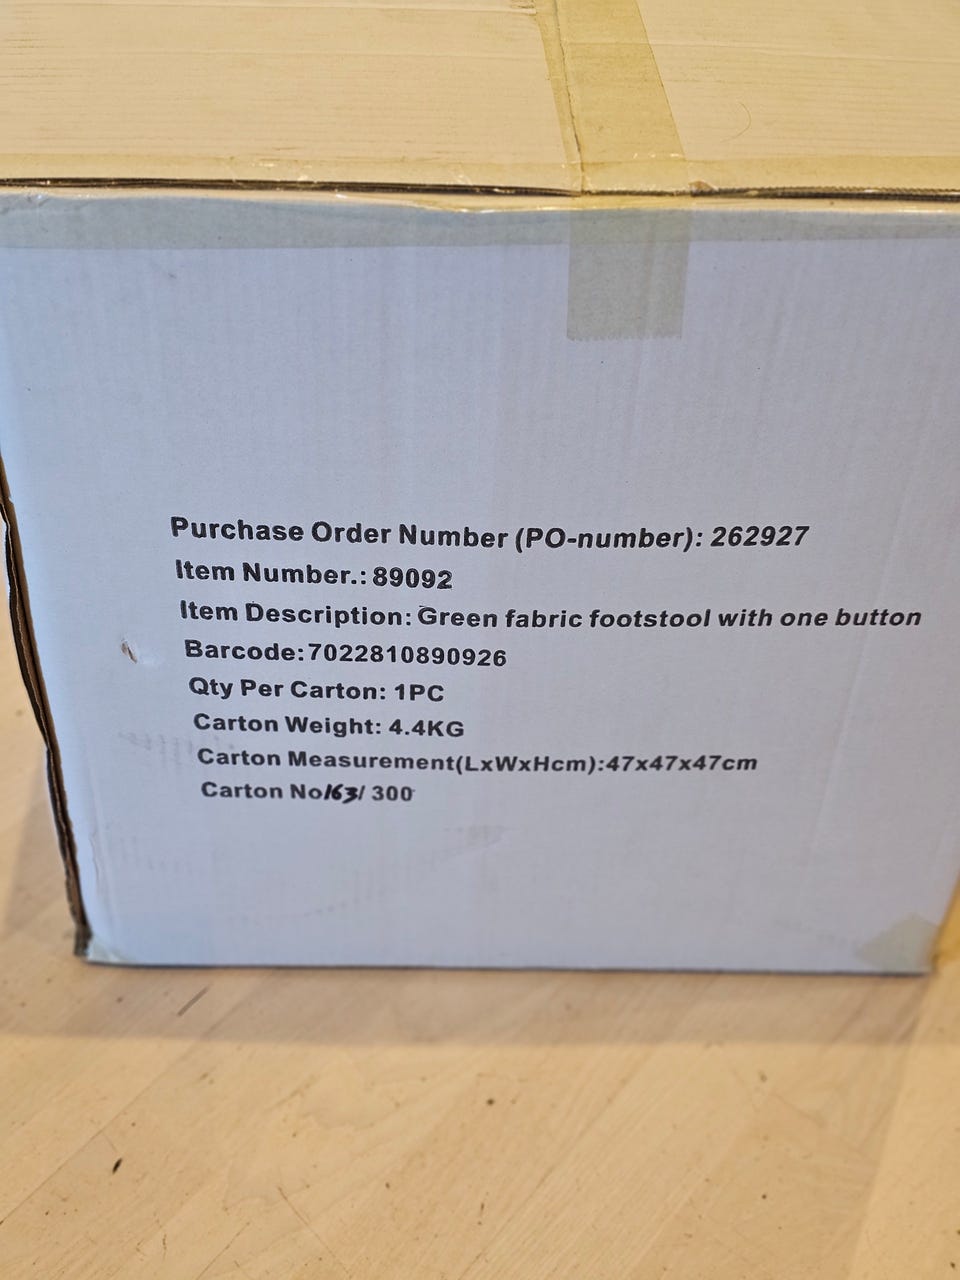 Purchase Order Number (PO-number): 262927
Item Number.: 89092
Item Description: Green fabric footstool with one button
Barcode: 7022810890926
Qty Per Carton: 1PC
Carton Weight: 4.4KG
Carton Measurement(LxWxHcm):47x47x47cm
Carton No163/ 300